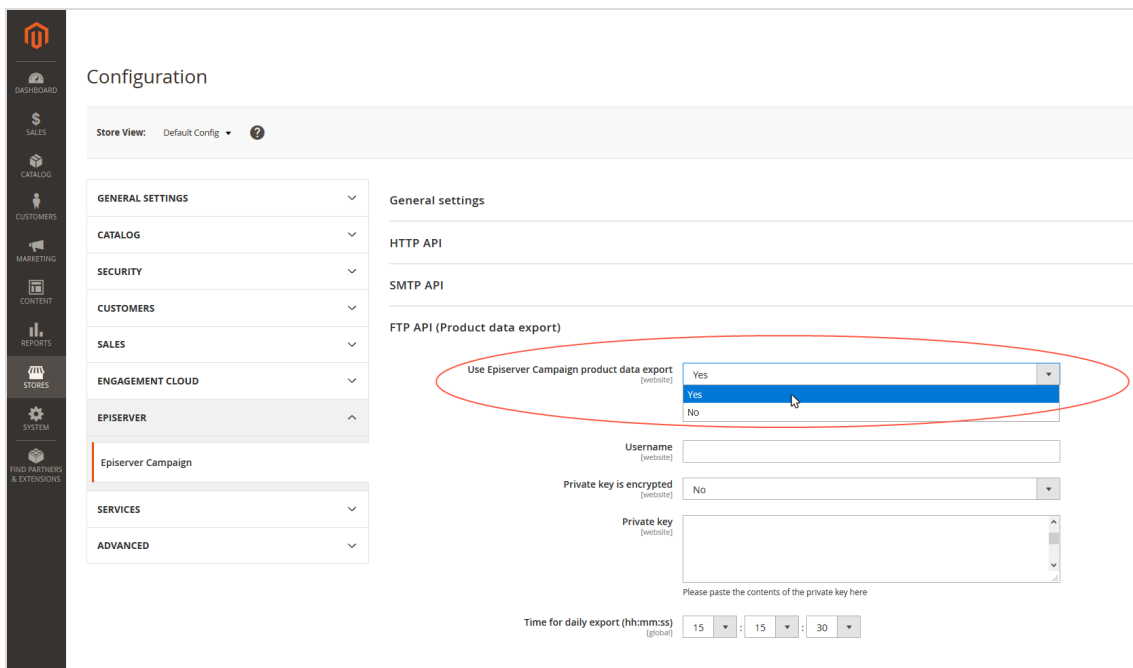 DASHBOARD
$
SALES
CATALOG
CUSTOMERS
MARKETING
CONTENT
REPORTS
STORES
SYSTEM
FIND PARTNERS
& EXTENSIONS
Configuration
Store View: Default Config ?
GENERAL SETTINGS
CATALOG
SECURITY
CUSTOMERS
SALES
ENGAGEMENT CLOUD
EPISERVER
Episerver Campaign
SERVICES
ADVANCED
General settings
HTTP API
SMTP API
FTP API (Product data export)
Use Episerver Campaign product data export Yes
[website]
Yes
No
Username
[website]
Private key is encrypted No
[website]
Private key
[website]
Please paste the contents of the private key here
Time for daily export (hh:mm:ss) 15 : 15 : 30
[global]